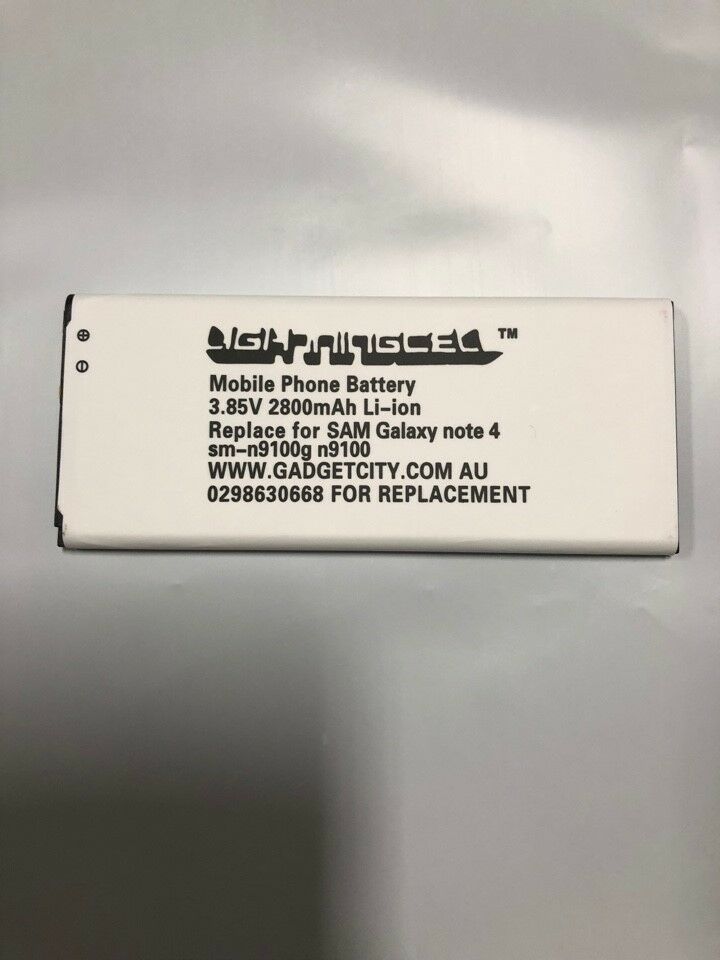 LIGHTNINGCELL™
Mobile Phone Battery
3.85V 2800mAh Li-ion
Replace for SAM Galaxy note 4
sm-n9100g n9100
WWW.GADGETCITY.COM AU
0298630668 FOR REPLACEMENT
⊕
⊖